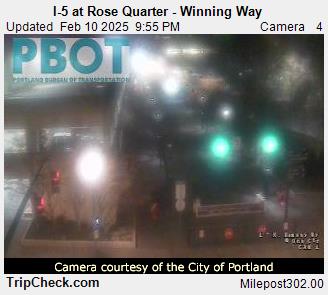 I-5 at Rose Quarter - Winning Way
Updated Feb 10 2025 9:55 PM Camera 4
PBOT
PORTLAND BUREAU OF TRANSPORTATION
Camera courtesy of the City of Portland
TripCheck.com Milepost302.00